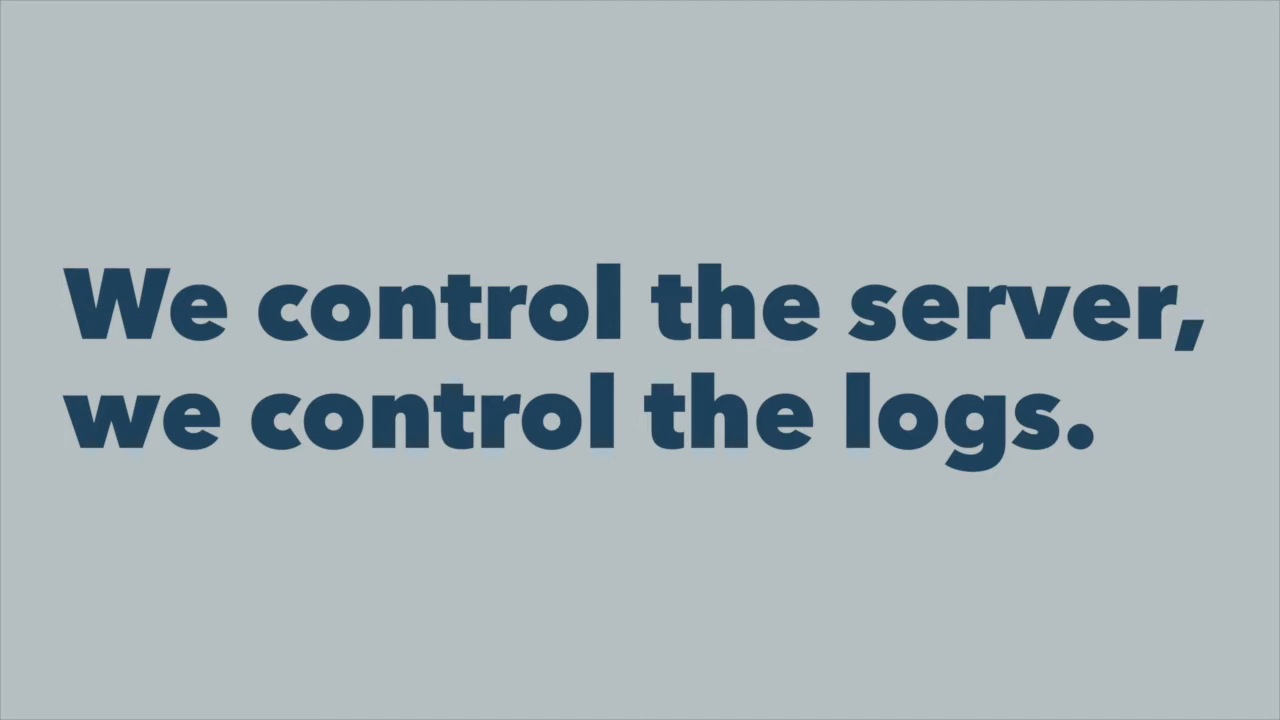 We control the server,
we control the logs.